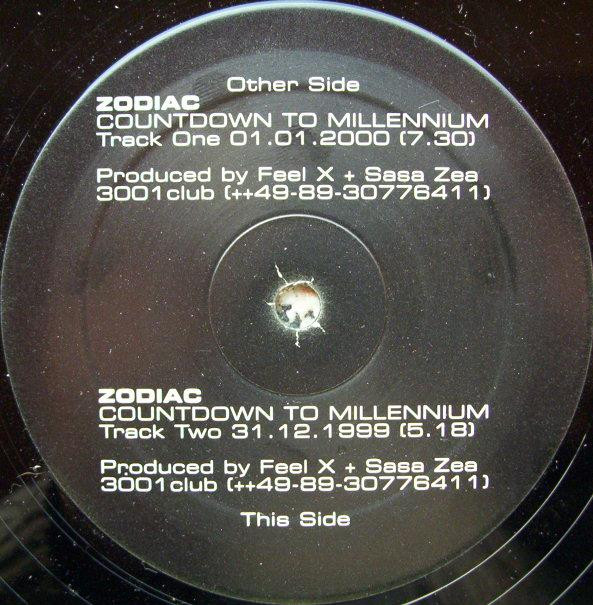 Other Side
ZODIAC
COUNTDOWN TO MILLENNIUM
Track One 01.01.2000 (7.30)
Produced by Feel X + Sasa Zea
3001club (++49-89-30776411)
ZODIAC
COUNTDOWN TO MILLENNIUM
Track Two 31.12.1999 (5.18)
Produced by Feel X + Sasa Zea
3001club (++49-89-30776411)
This Side